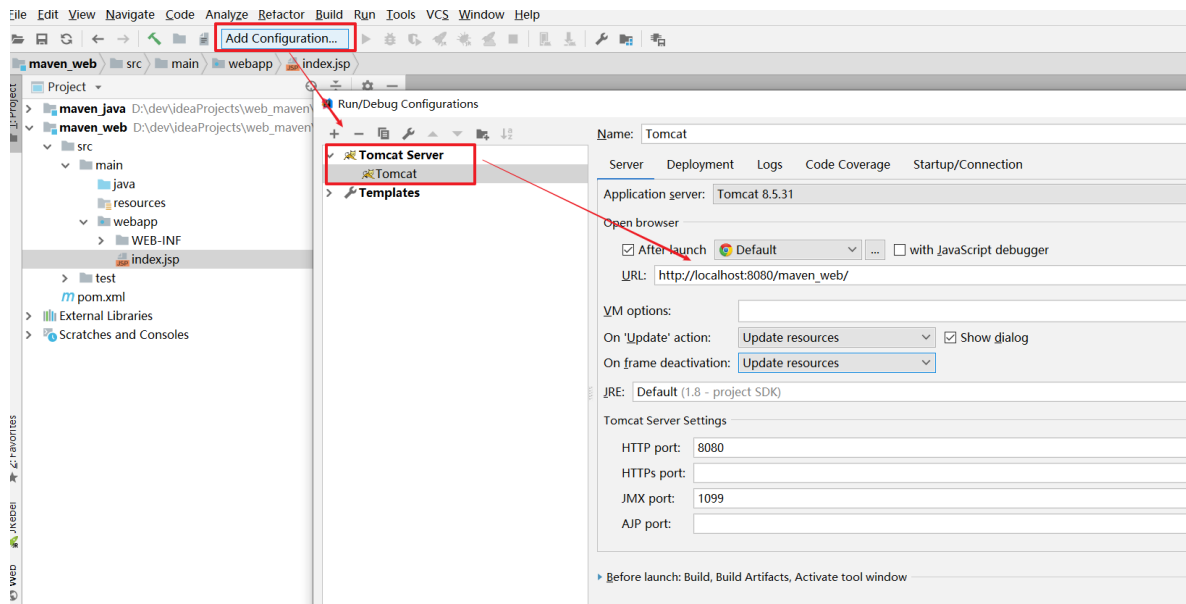 File Edit View Navigate Code Analyze Refactor Build Run Tools VCS Window Help
Add Configuration...
maven_web src main webapp index.jsp
1: Project
Project
maven_java D:\dev\ideaProjects\web_maven\
maven_web D:\dev\ideaProjects\web_maven\
src
main
java
resources
webapp
WEB-INF
index.jsp
test
pom.xml
External Libraries
Scratches and Consoles
2: Favorites
JRebel
Web
Run/Debug Configurations
Tomcat Server
Tomcat
Templates
Name: Tomcat
Server Deployment Logs Code Coverage Startup/Connection
Application server: Tomcat 8.5.31
Open browser
After launch Default ... with JavaScript debugger
URL: http://localhost:8080/maven_web/
VM options:
On 'Update' action: Update resources Show dialog
On frame deactivation: Update resources
JRE: Default (1.8 - project SDK)
Tomcat Server Settings
HTTP port: 8080
HTTPs port:
JMX port: 1099
AJP port:
Before launch: Build, Build Artifacts, Activate tool window